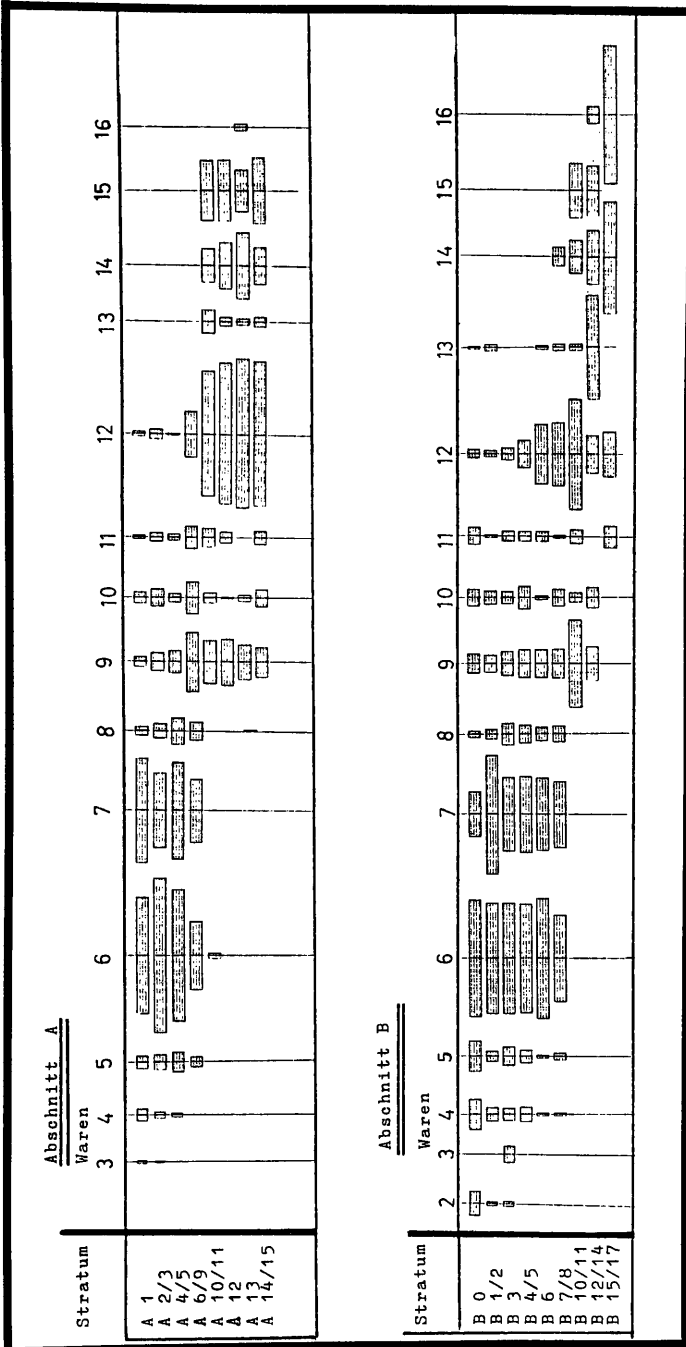 Abschnitt A
Stratum Waren 3 4 5 6 7 8 9 10 11 12 13 14 15 16
A 1
A 2/3
A 4/5
A 6/9
A 10/11
A 12
A 13
A 14/15
Abschnitt B
Stratum Waren 2 3 4 5 6 7 8 9 10 11 12 13 14 15 16
B 0
B 1/2
B 3
B 4/5
B 6
B 7/8
B 10/11
B 12/14
B 15/17